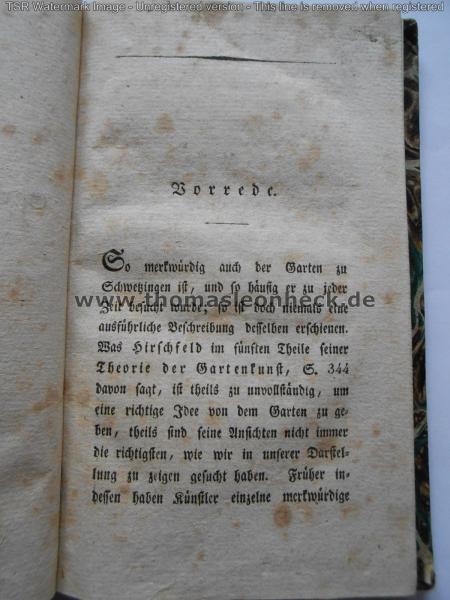 TSR Watermark Image - Unregistered version - This line is removed when registered
Vorrede.
So merkwürdig auch der Garten zu
Schwetzingen ist, und so häufig er zu jeder
Zeit besucht wurde; so ist doch niemals eine
www.thomasleonheck.de
ausführliche Beschreibung desselben erschienen.
Was Hirschfeld im fünften Theile seiner
Theorie der Gartenkunst, S. 344
davon sagt, ist theils zu unvollständig, um
eine richtige Idee von dem Garten zu ge-
ben, theils sind seine Ansichten nicht immer
die richtigsten, wie wir in unserer Darstel-
lung zu zeigen gesucht haben. Früher in-
dessen haben Künstler einzelne merkwürdige